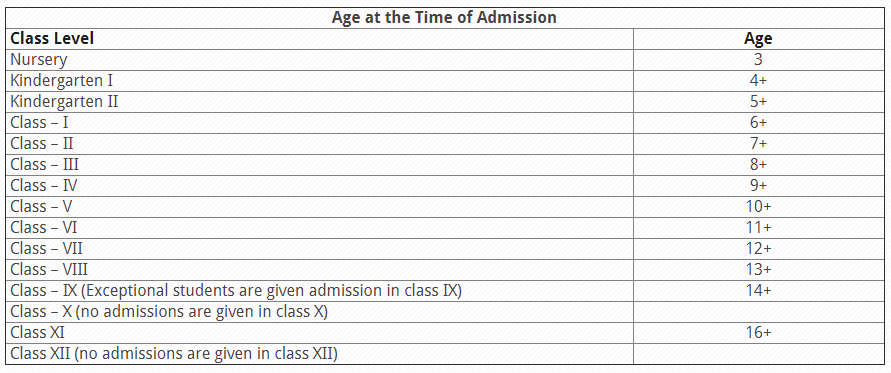 Age at the Time of Admission
Class Level Age
Nursery 3
Kindergarten I 4+
Kindergarten II 5+
Class – I 6+
Class – II 7+
Class – III 8+
Class – IV 9+
Class – V 10+
Class – VI 11+
Class – VII 12+
Class – VIII 13+
Class – IX (Exceptional students are given admission in class IX) 14+
Class – X (no admissions are given in class X)
Class XI 16+
Class XII (no admissions are given in class XII)